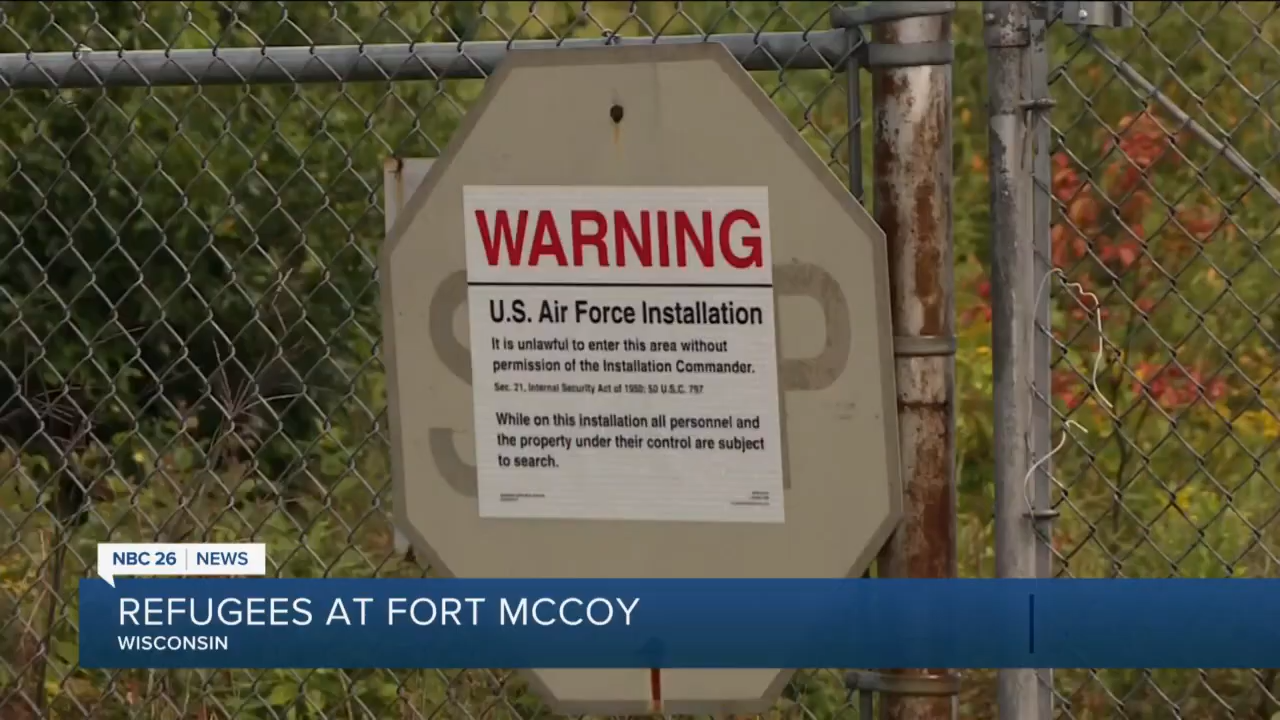 WARNING
U.S. Air Force Installation
It is unlawful to enter this area without
permission of the Installation Commander.
Sec. 21, Internal Security Act of 1950; 50 U.S.C. 797
While on this installation all personnel and
the property under their control are subject
to search.
NBC 26 | NEWS
REFUGEES AT FORT MCCOY
WISCONSIN